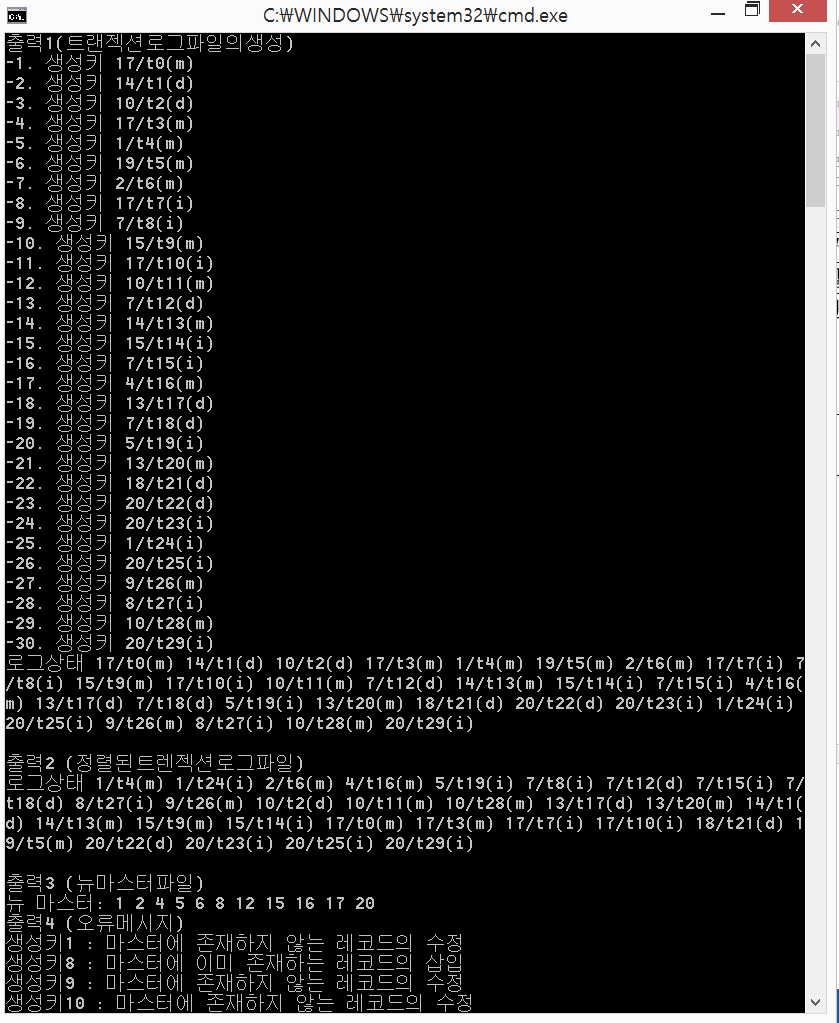 C:₩WINDOWS₩system32₩cmd.exe
출력1(트랜젝션로그파일의생성)
-1. 생성키 17/t0(m)
-2. 생성키 14/t1(d)
-3. 생성키 10/t2(d)
-4. 생성키 17/t3(m)
-5. 생성키 1/t4(m)
-6. 생성키 19/t5(m)
-7. 생성키 2/t6(m)
-8. 생성키 17/t7(i)
-9. 생성키 7/t8(i)
-10. 생성키 15/t9(m)
-11. 생성키 17/t10(i)
-12. 생성키 10/t11(m)
-13. 생성키 7/t12(d)
-14. 생성키 14/t13(m)
-15. 생성키 15/t14(i)
-16. 생성키 7/t15(i)
-17. 생성키 4/t16(m)
-18. 생성키 13/t17(d)
-19. 생성키 7/t18(d)
-20. 생성키 5/t19(i)
-21. 생성키 13/t20(m)
-22. 생성키 18/t21(d)
-23. 생성키 20/t22(d)
-24. 생성키 20/t23(i)
-25. 생성키 1/t24(i)
-26. 생성키 20/t25(i)
-27. 생성키 9/t26(m)
-28. 생성키 8/t27(i)
-29. 생성키 10/t28(m)
-30. 생성키 20/t29(i)
로그상태 17/t0(m) 14/t1(d) 10/t2(d) 17/t3(m) 1/t4(m) 19/t5(m) 2/t6(m) 17/t7(i) 7
/t8(i) 15/t9(m) 17/t10(i) 10/t11(m) 7/t12(d) 14/t13(m) 15/t14(i) 7/t15(i) 4/t16(
m) 13/t17(d) 7/t18(d) 5/t19(i) 13/t20(m) 18/t21(d) 20/t22(d) 20/t23(i) 1/t24(i)
20/t25(i) 9/t26(m) 8/t27(i) 10/t28(m) 20/t29(i)
출력2 (정렬된트렌젝션로그파일)
로그상태 1/t4(m) 1/t24(i) 2/t6(m) 4/t16(m) 5/t19(i) 7/t8(i) 7/t12(d) 7/t15(i) 7/
t18(d) 8/t27(i) 9/t26(m) 10/t2(d) 10/t11(m) 10/t28(m) 13/t17(d) 13/t20(m) 14/t1(
d) 14/t13(m) 15/t9(m) 15/t14(i) 17/t0(m) 17/t3(m) 17/t7(i) 17/t10(i) 18/t21(d) 1
9/t5(m) 20/t22(d) 20/t23(i) 20/t25(i) 20/t29(i)
출력3 (뉴마스터파일)
뉴 마스터: 1 2 4 5 6 8 12 15 16 17 20
출력4 (오류메시지)
생성키1 : 마스터에 존재하지 않는 레코드의 수정
생성키8 : 마스터에 이미 존재하는 레코드의 삽입
생성키9 : 마스터에 존재하지 않는 레코드의 수정
생성키10 : 마스터에 존재하지 않는 레코드의 수정